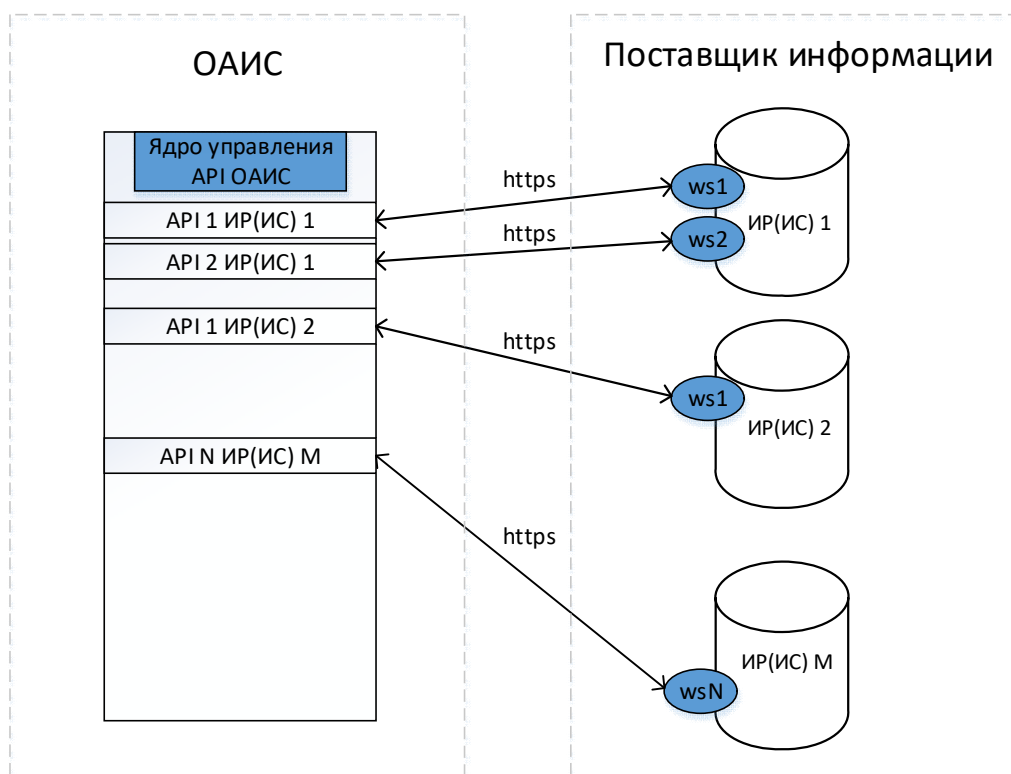 ОАИС
Поставщик информации
Ядро управления
API ОАИС
API 1 ИР(ИС) 1
API 2 ИР(ИС) 1
API 1 ИР(ИС) 2
API N ИР(ИС) M
https
https
https
https
ws1
ws2
ИР(ИС) 1
ws1
ИР(ИС) 2
ИР(ИС) M
wsN